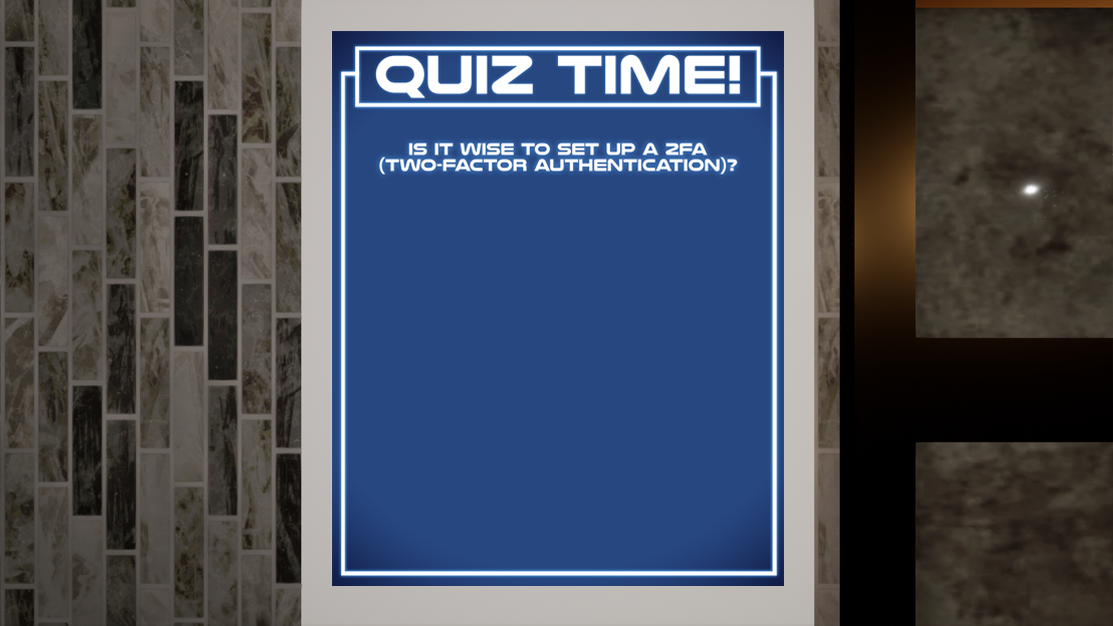 QUIZ TIME!
IS IT WISE TO SET UP A 2FA
(TWO-FACTOR AUTHENTICATION)?